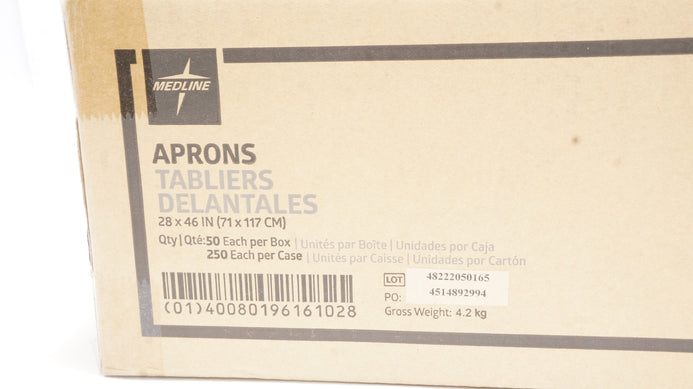 MEDLINE
APRONS
TABLIERS
DELANTALES
28 x 46 IN (71 x 117 CM)
Qty | Qté: 50 Each per Box | Unités par Boîte | Unidades por Caja
250 Each per Case | Unités par Caisse | Unidades por Cartón
(01)40080196161028
LOT 48222050165
PO: 4514892994
Gross Weight: 4.2 kg